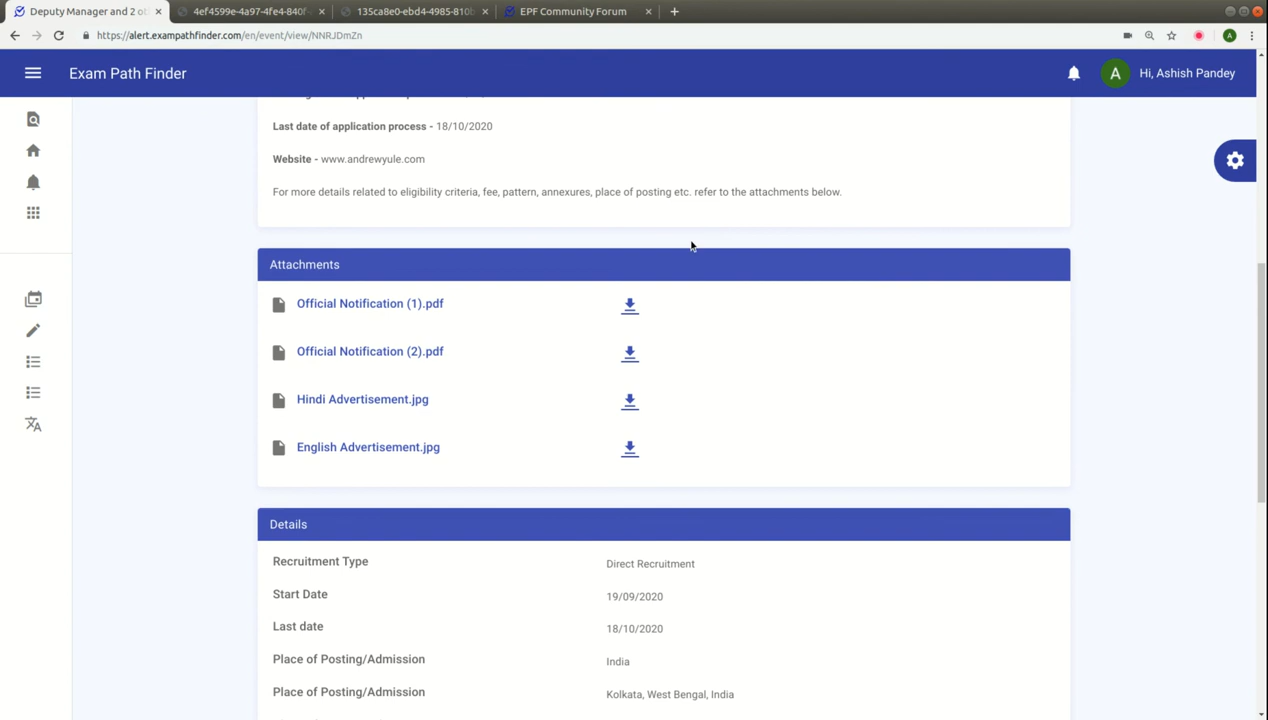 Deputy Manager and 2 ot
4ef4599e-4a97-4fe4-840f-
135ca8e0-ebd4-4985-810b
EPF Community Forum
https://alert.exampathfinder.com/en/event/view/NNRJDmZn
A
Exam Path Finder
A
Hi, Ashish Pandey
Last date of application process - 18/10/2020
Website - www.andrewyule.com
For more details related to eligibility criteria, fee, pattern, annexures, place of posting etc. refer to the attachments below.
Attachments
Official Notification (1).pdf
Official Notification (2).pdf
Hindi Advertisement.jpg
English Advertisement.jpg
Details
Recruitment Type Direct Recruitment
Start Date 19/09/2020
Last date 18/10/2020
Place of Posting/Admission India
Place of Posting/Admission Kolkata, West Bengal, India